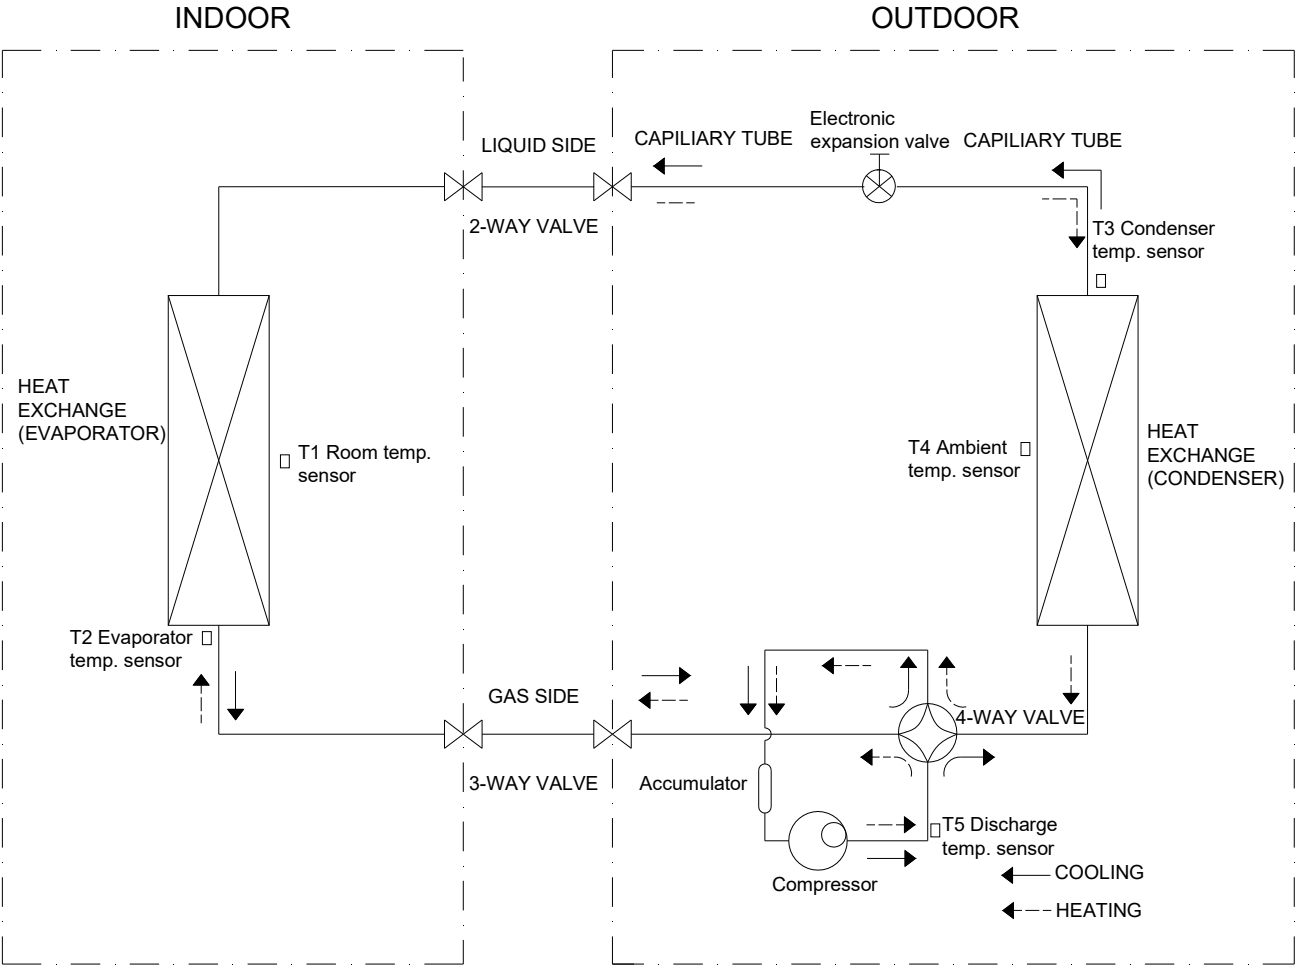 INDOOR
OUTDOOR
LIQUID SIDE
CAPILIARY TUBE
Electronic
expansion valve
CAPILIARY TUBE
2-WAY VALVE
T3 Condenser
temp. sensor
HEAT
EXCHANGE
(EVAPORATOR)
T1 Room temp.
sensor
T4 Ambient
temp. sensor
HEAT
EXCHANGE
(CONDENSER)
T2 Evaporator
temp. sensor
GAS SIDE
4-WAY VALVE
3-WAY VALVE
Accumulator
T5 Discharge
temp. sensor
Compressor
COOLING
HEATING